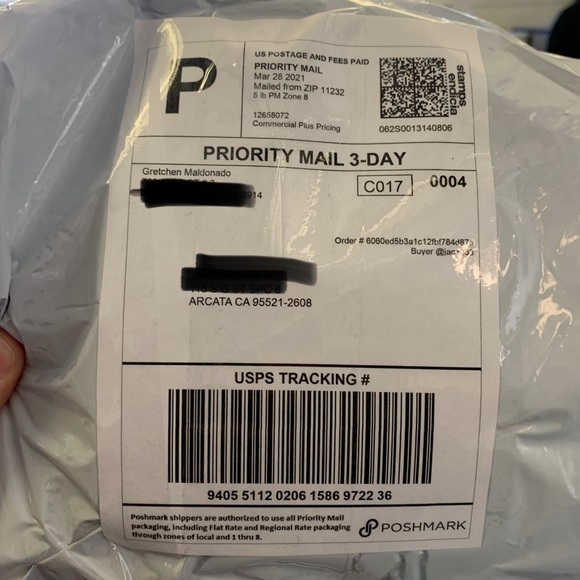 P
US POSTAGE AND FEES PAID
PRIORITY MAIL
Mar 28 2021
Mailed from ZIP 11232
5 lb PM Zone 8
12658072
Commercial Plus Pricing
stamps
endicia
062S0013140806
PRIORITY MAIL 3-DAY
Gretchen Maldonado
C017 0004
Order #
Buyer
ARCATA CA 95521-2608
USPS TRACKING #
9405 5112 0206 1586 9722 36
Poshmark shippers are authorized to use all Priority Mail
packaging, including Flat Rate and Regional Rate packaging
through zones of local and 1 thru 8.
POSHMARK